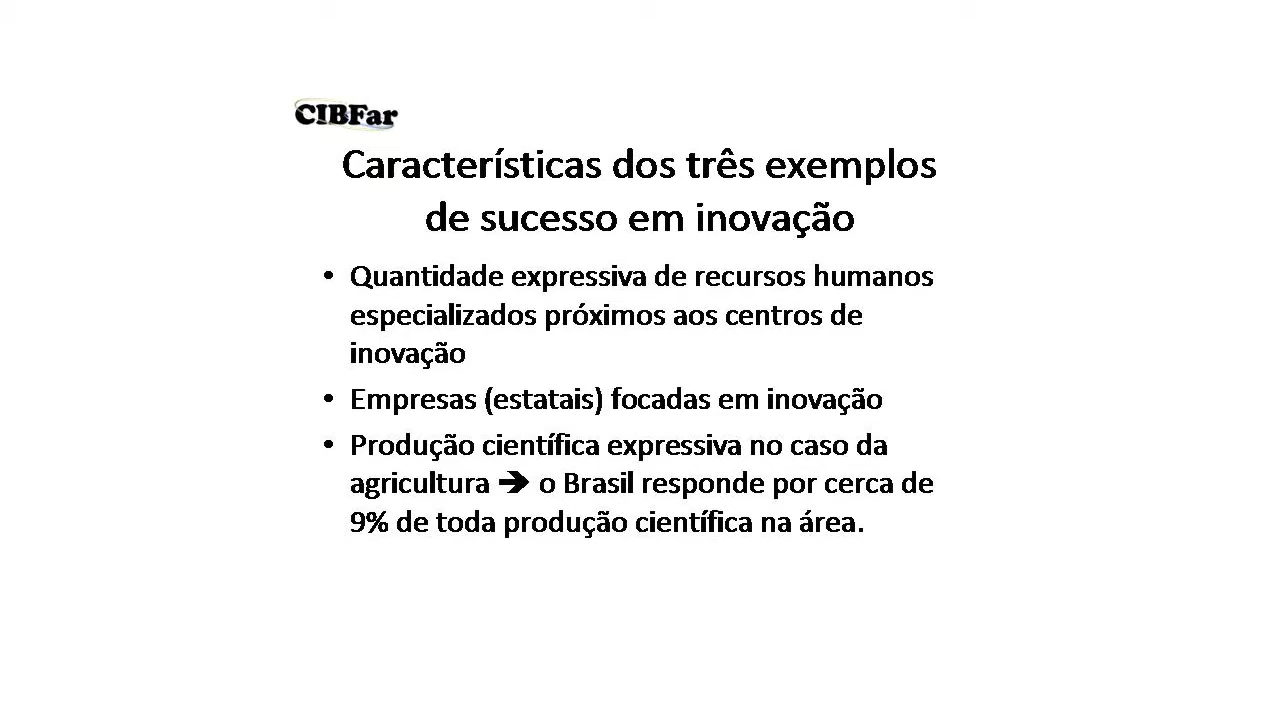 CIBFar
Características dos três exemplos
de sucesso em inovação
• Quantidade expressiva de recursos humanos
especializados próximos aos centros de
inovação
• Empresas (estatais) focadas em inovação
• Produção científica expressiva no caso da
agricultura ➔ o Brasil responde por cerca de
9% de toda produção científica na área.